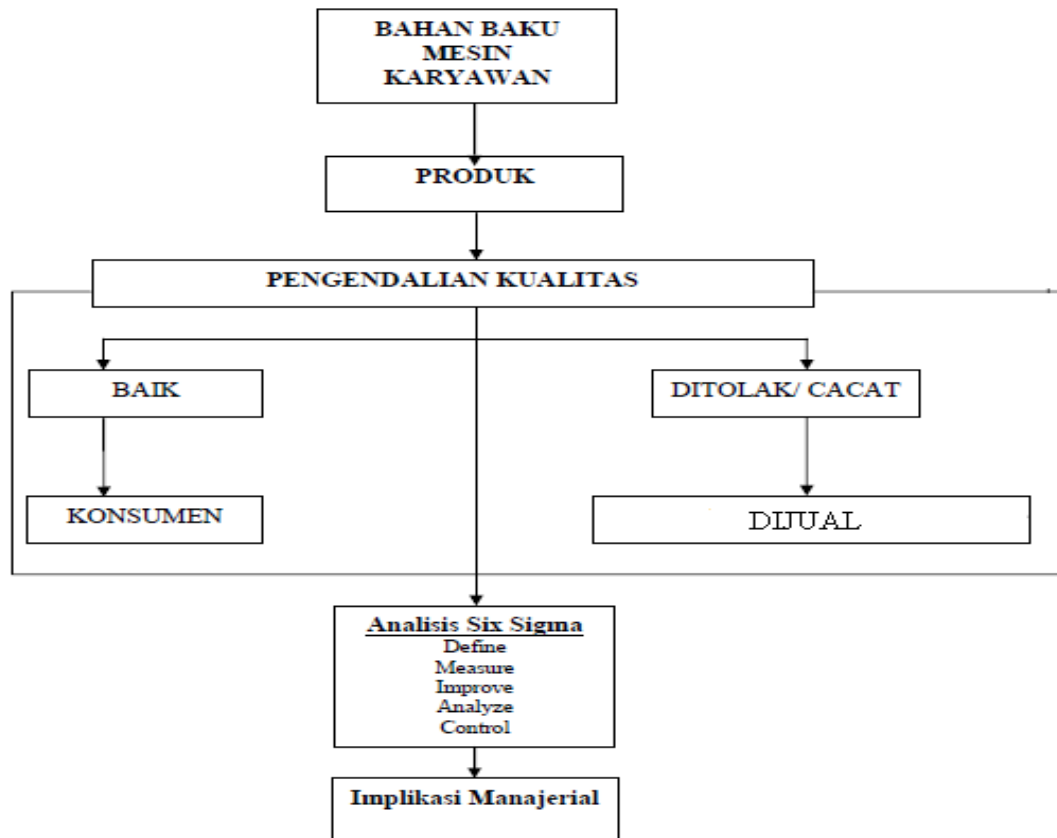 BAHAN BAKU
MESIN
KARYAWAN
PRODUK
PENGENDALIAN KUALITAS
BAIK
DITOLAK/ CACAT
KONSUMEN
DIJUAL
Analisis Six Sigma
Define
Measure
Improve
Analyze
Control
Implikasi Manajerial